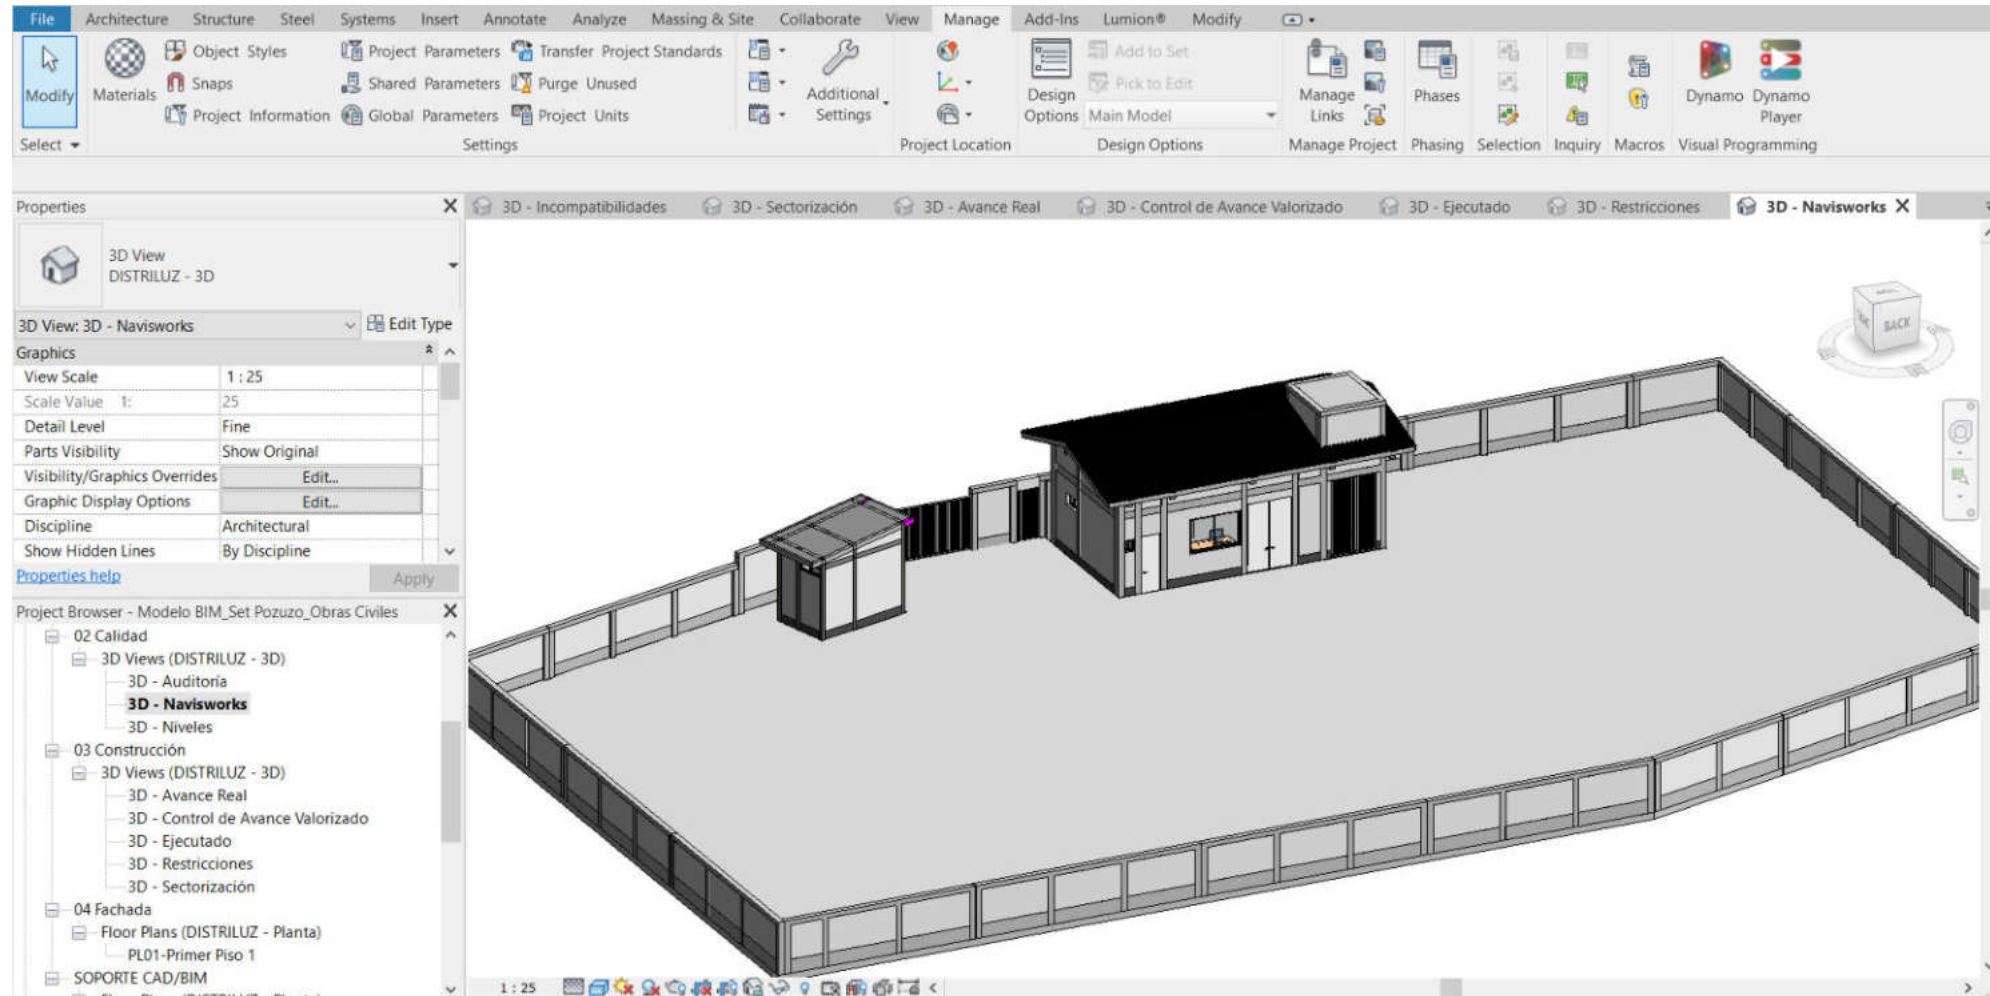 File Architecture Structure Steel Systems Insert Annotate Analyze Massing & Site Collaborate View Manage Add-Ins Lumion® Modify
Modify
Materials
Object Styles
Snaps
Project Information
Project Parameters
Shared Parameters
Global Parameters
Transfer Project Standards
Purge Unused
Project Units
Additional
Settings
Design
Options
Add to Set
Pick to Edit
Main Model
Manage
Links
Phases
Dynamo
Dynamo
Player
Select Settings Project Location Design Options Manage Project Phasing Selection Inquiry Macros Visual Programming
Properties
3D - Incompatibilidades 3D - Sectorización 3D - Avance Real 3D - Control de Avance Valorizado 3D - Ejecutado 3D - Restricciones 3D - Navisworks
3D View
DISTRILUZ - 3D
3D View: 3D - Navisworks Edit Type
Graphics
View Scale 1 : 25
Scale Value 1: 25
Detail Level Fine
Parts Visibility Show Original
Visibility/Graphics Overrides Edit...
Graphic Display Options Edit...
Discipline Architectural
Show Hidden Lines By Discipline
Properties help Apply
Project Browser - Modelo BIM_Set Pozuzo_Obras Civiles
02 Calidad
3D Views (DISTRILUZ - 3D)
3D - Auditoría
3D - Navisworks
3D - Niveles
03 Construcción
3D Views (DISTRILUZ - 3D)
3D - Avance Real
3D - Control de Avance Valorizado
3D - Ejecutado
3D - Restricciones
3D - Sectorización
04 Fachada
Floor Plans (DISTRILUZ - Planta)
PL01-Primer Piso 1
SOPORTE CAD/BIM
BACK
1 : 25